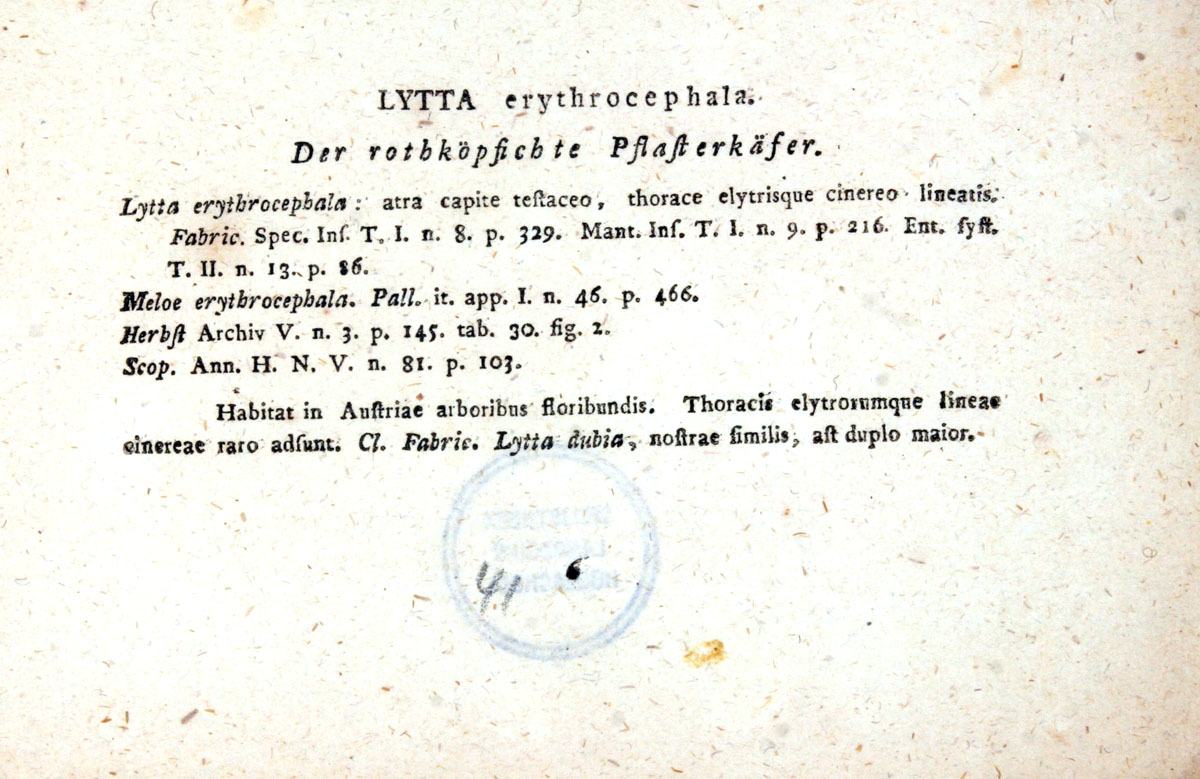 LYTTA erythrocephala.
Der rothköpfichte Pflaſterkäfer.
Lytta erythrocephala: atra capite teſtaceo, thorace elytrisque cinereo lineatis.
Fabric. Spec. Inſ. T. I. n. 8. p. 329. Mant. Inſ. T. I. n. 9. p. 216. Ent. ſyſt.
T. II. n. 13. p. 86.
Meloe erythrocephala. Pall. it. app. I. n. 46. p. 466.
Herbſt Archiv V. n. 3. p. 145. tab. 30. fig. 2.
Scop. Ann. H. N. V. n. 81. p. 103.
Habitat in Auſtriae arboribus floribundis. Thoracis elytrorumque lineae
cinereae raro adſunt. Cl. Fabric. Lytta dubia, noſtrae ſimilis, aſt duplo maior.
41 6